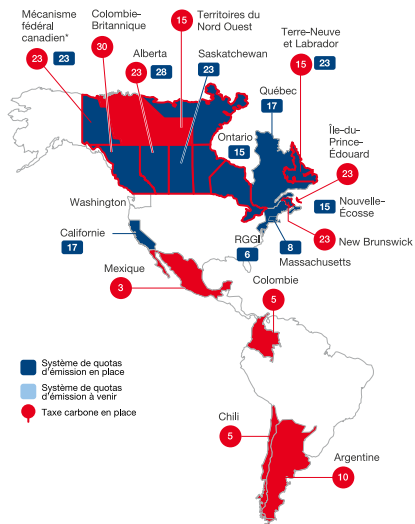 Mécanisme
fédéral
canadien*
23
23
Colombie-
Britannique
30
Alberta
23
28
Territoires du
Nord Ouest
15
Saskatchewan
23
Terre-Neuve
et Labrador
15
23
Québec
17
Ontario
15
Île-du-
Prince-
Édouard
23
Nouvelle-
Écosse
15
New Brunswick
23
Washington
Californie
17
RGGI
6
Massachusetts
8
Mexique
3
Colombie
5
Système de quotas
d'émission en place
Système de quotas
d'émission à venir
Taxe carbone en place
Chili
5
Argentine
10